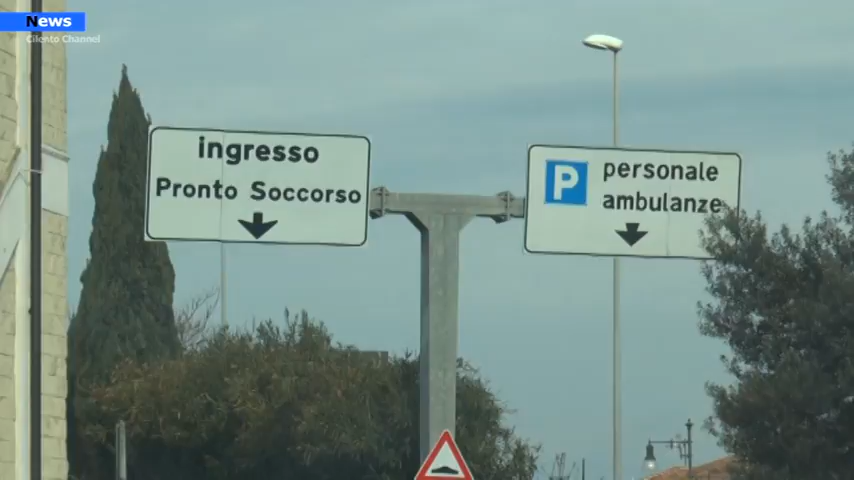 News
Cilento Channel
ingresso
Pronto Soccorso
P personale
ambulanze